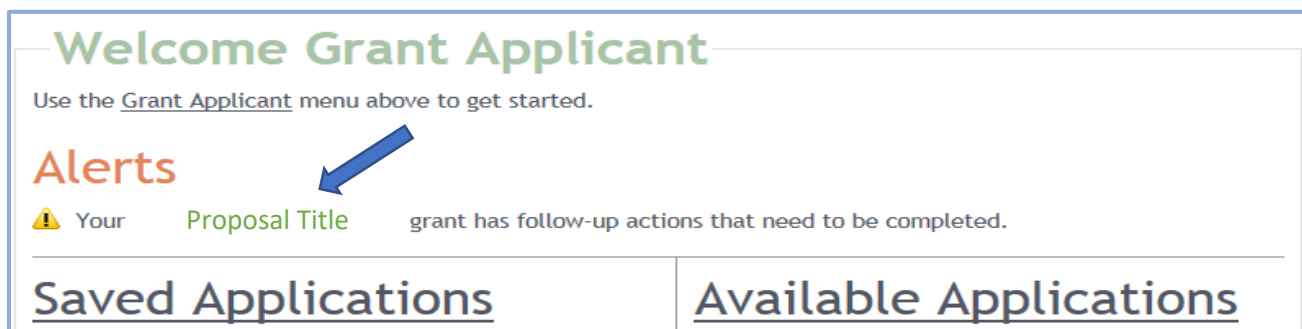 Welcome Grant Applicant
Use the Grant Applicant menu above to get started.
Alerts
Your Proposal Title grant has follow-up actions that need to be completed.
Saved Applications Available Applications